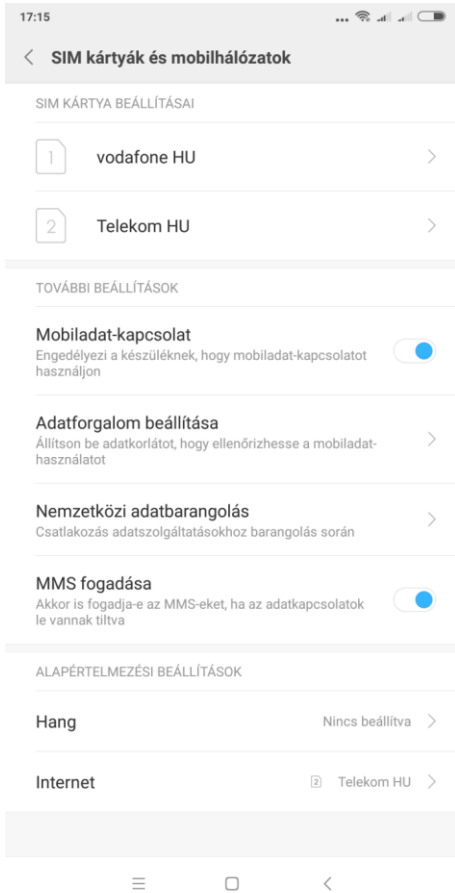 17:15
SIM kártyák és mobilhálózatok
SIM KÁRTYA BEÁLLÍTÁSAI
1 vodafone HU
2 Telekom HU
TOVÁBBI BEÁLLÍTÁSOK
Mobiladat-kapcsolat
Engedélyezi a készüléknek, hogy mobiladat-kapcsolatot
használjon
Adatforgalom beállítása
Állítson be adatkorlátot, hogy ellenőrizhesse a mobiladat-
használatot
Nemzetközi adatbarangolás
Csatlakozás adatszolgáltatásokhoz barangolás során
MMS fogadása
Akkor is fogadja-e az MMS-eket, ha az adatkapcsolatok
le vannak tiltva
ALAPÉRTELMEZÉSI BEÁLLÍTÁSOK
Hang Nincs beállítva
Internet 2 Telekom HU